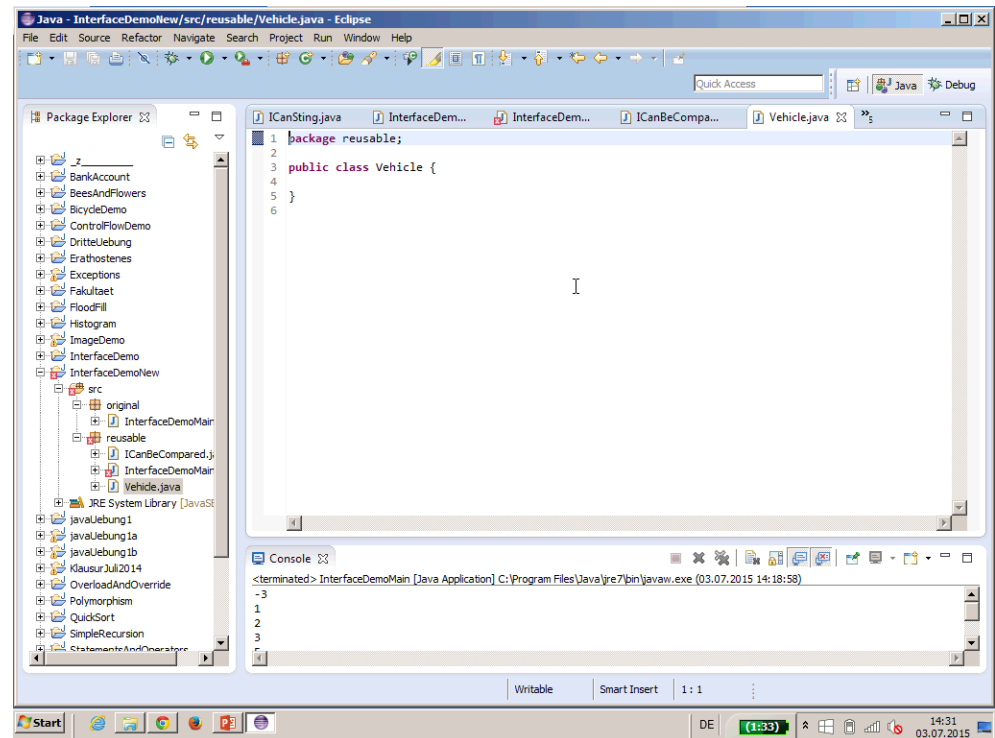 Java - InterfaceDemoNew/src/reusable/Vehicle.java - Eclipse
File Edit Source Refactor Navigate Search Project Run Window Help
Quick Access
Java
Debug
Package Explorer
_z_________
BankAccount
BeesAndFlowers
BicycleDemo
ControlFlowDemo
DritteUebung
Erathostenes
Exceptions
Fakultaet
FloodFill
Histogram
ImageDemo
InterfaceDemo
InterfaceDemoNew
src
original
InterfaceDemoMain
reusable
ICanBeCompared.ja
InterfaceDemoMain
Vehicle.java
JRE System Library [JavaSE
javaUebung1
javaUebung1a
javaUebung1b
KlausurJuli2014
OverloadAndOverride
Polymorphism
QuickSort
SimpleRecursion
StatementsAndOperators
ICanSting.java
InterfaceDem...
InterfaceDem...
ICanBeCompa...
Vehicle.java
»5
1 package reusable;
2
3 public class Vehicle {
4
5 }
6
Console
<terminated> InterfaceDemoMain [Java Application] C:\Program Files\Java\jre7\bin\javaw.exe (03.07.2015 14:18:58)
-3
1
2
3
Writable
Smart Insert
1 : 1
Start
DE
(1:33)
14:31
03.07.2015